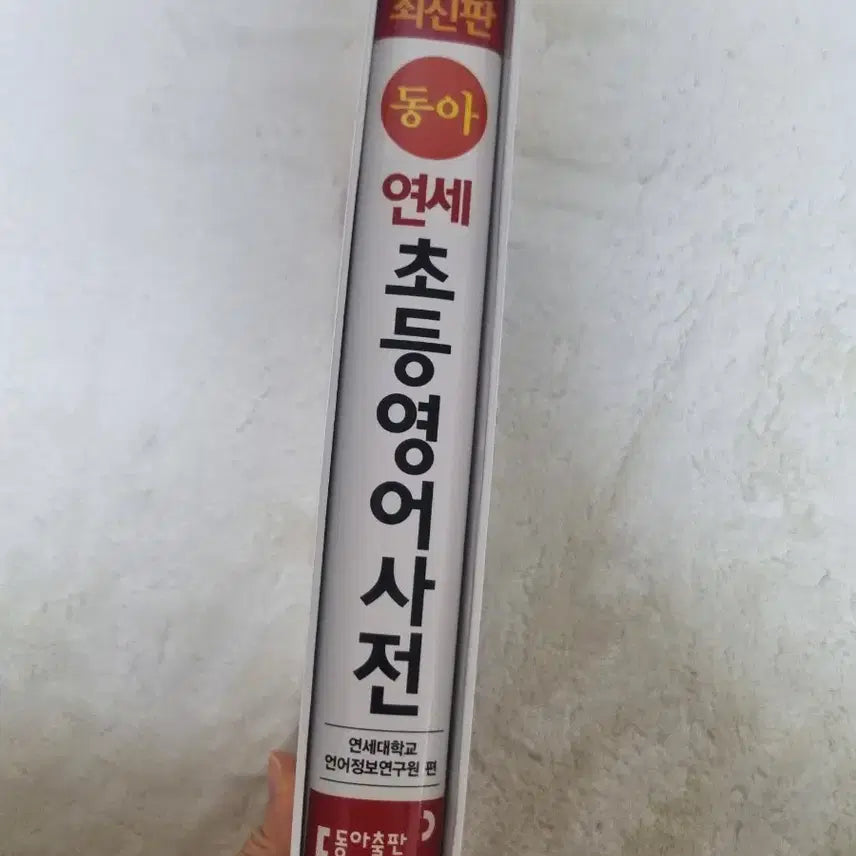 최신판
동아
연세
초등영어사전
연세대학교
언어정보연구원 편
동아출판